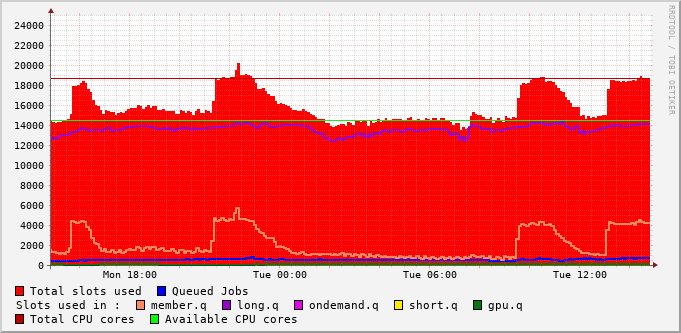 RRDTOOL / TOBI OETIKER
24000
22000
20000
18000
16000
14000
12000
10000
8000
6000
4000
2000
0
Mon 18:00 Tue 00:00 Tue 06:00 Tue 12:00
Total slots used Queued Jobs
Slots used in : member.q long.q ondemand.q short.q gpu.q
Total CPU cores Available CPU cores